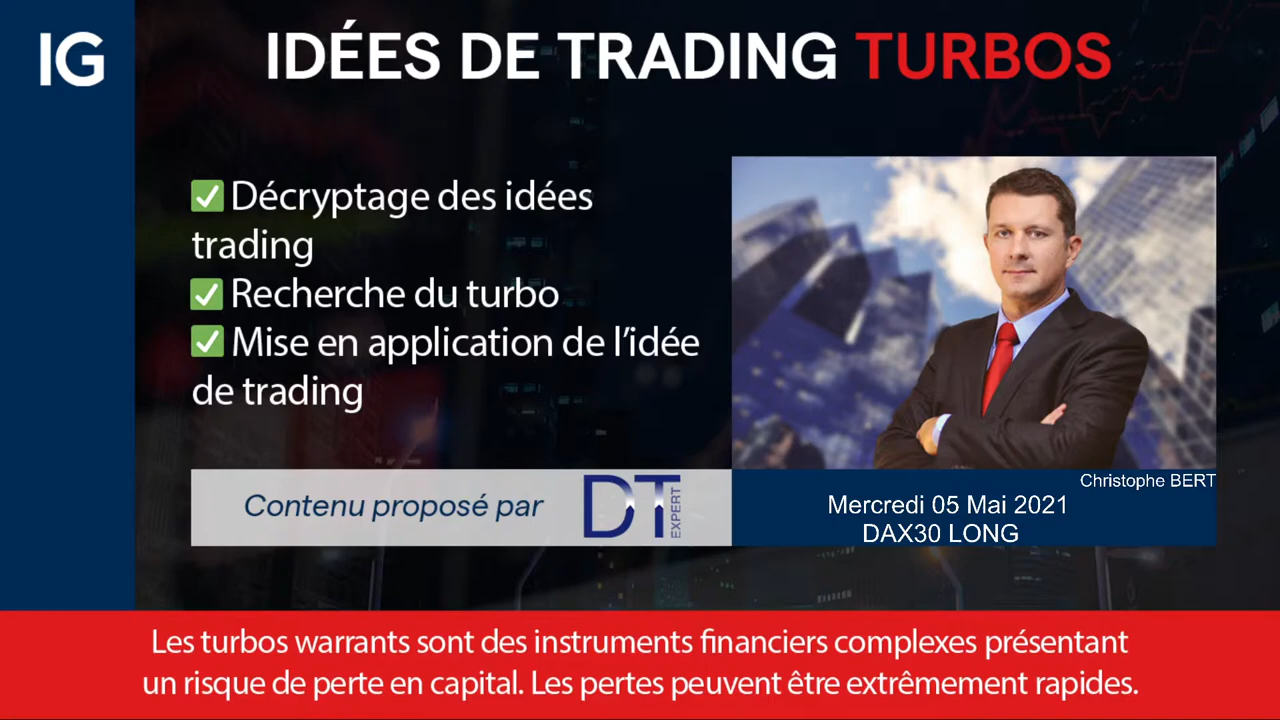 IG
IDÉES DE TRADING TURBOS
✅ Décryptage des idées
trading
✅ Recherche du turbo
✅ Mise en application de l’idée
de trading
Contenu proposé par
DT EXPERT
Christophe BERT
Mercredi 05 Mai 2021
DAX30 LONG
Les turbos warrants sont des instruments financiers complexes présentant
un risque de perte en capital. Les pertes peuvent être extrêmement rapides.